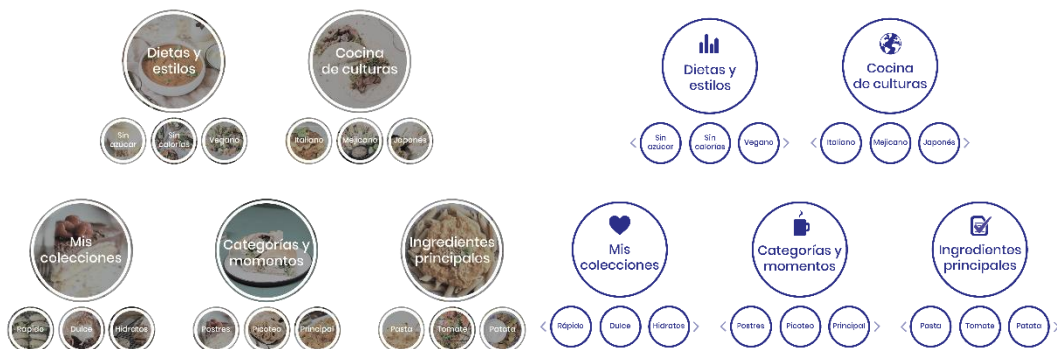 Dietas y
estilos
Cocina
de culturas
Sin
azúcar
Sin
calorías
Vegano
Italiano
Mejicano
Japonés
Mis
colecciones
Categorías y
momentos
Ingredientes
principales
Rápido
Dulce
Hidratos
Postres
Picoteo
Principal
Pasta
Tomate
Patata
Dietas y
estilos
Cocina
de culturas
Sin
azúcar
Sin
calorías
Vegano
Italiano
Mejicano
Japonés
Mis
colecciones
Categorías y
momentos
Ingredientes
principales
Rápido
Dulce
Hidratos
Postres
Picoteo
Principal
Pasta
Tomate
Patata